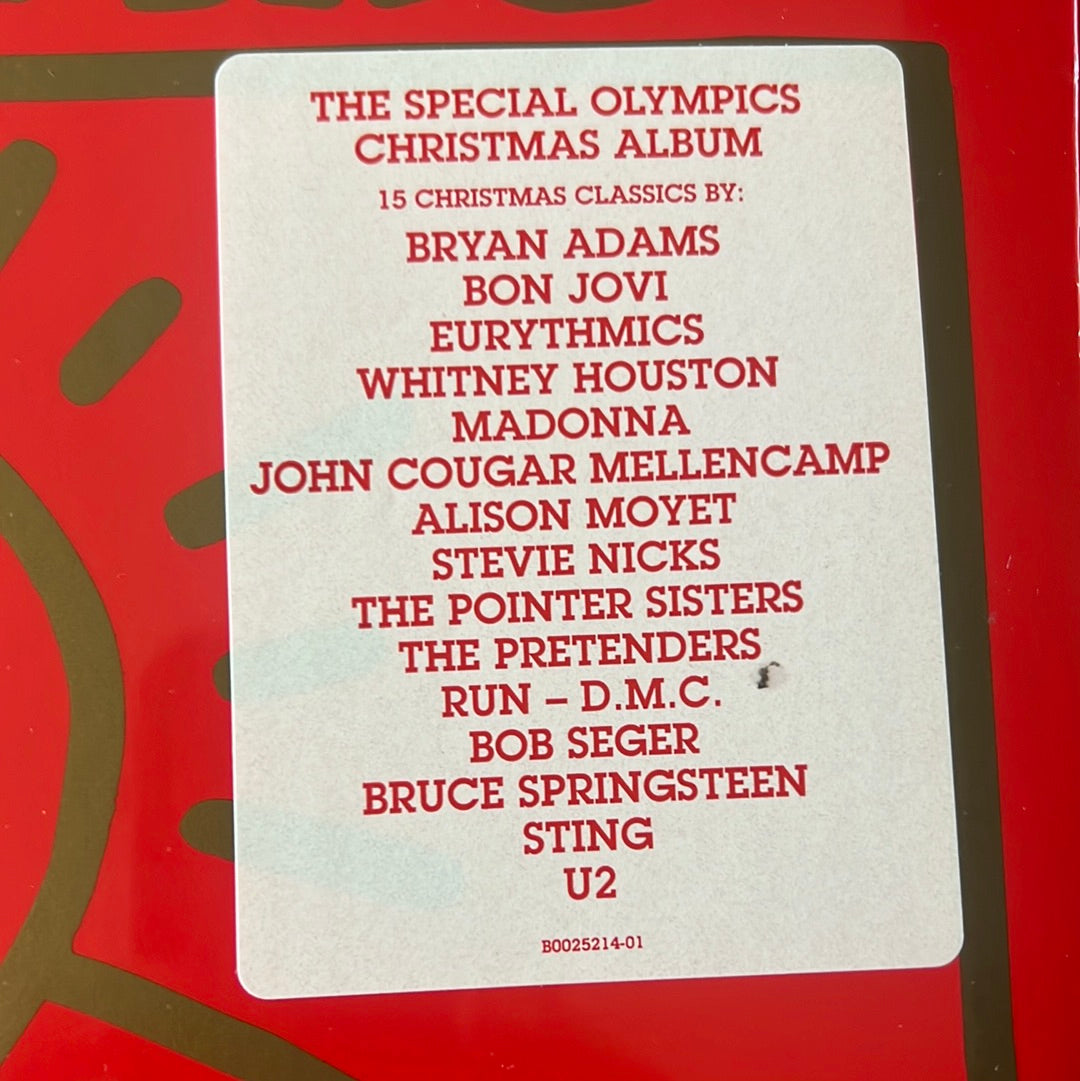 THE SPECIAL OLYMPICS
CHRISTMAS ALBUM
15 CHRISTMAS CLASSICS BY:
BRYAN ADAMS
BON JOVI
EURYTHMICS
WHITNEY HOUSTON
MADONNA
JOHN COUGAR MELLENCAMP
ALISON MOYET
STEVIE NICKS
THE POINTER SISTERS
THE PRETENDERS
RUN – D.M.C.
BOB SEGER
BRUCE SPRINGSTEEN
STING
U2
B0025214-01